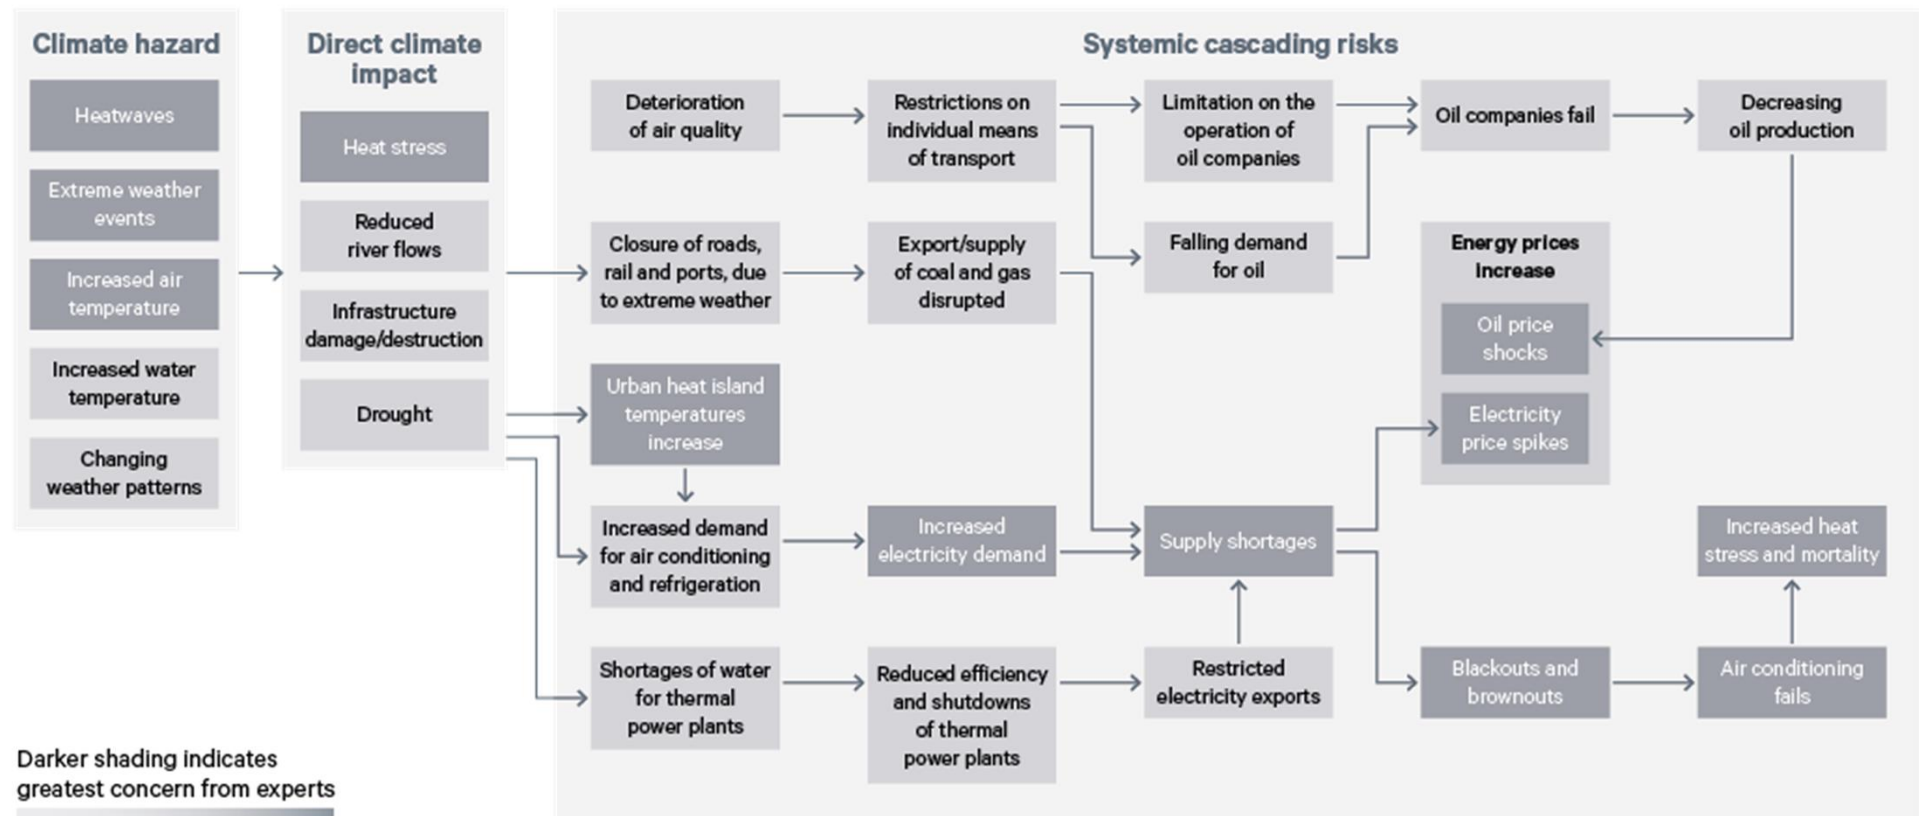 Climate hazard
Heatwaves
Extreme weather
events
Increased air
temperature
Increased water
temperature
Changing
weather patterns
Direct climate
impact
Heat stress
Reduced
river flows
Infrastructure
damage/destruction
Drought
Systemic cascading risks
Deterioration
of air quality
Restrictions on
individual means
of transport
Limitation on the
operation of
oil companies
Oil companies fail
Decreasing
oil production
Closure of roads,
rail and ports, due
to extreme weather
Export/supply
of coal and gas
disrupted
Falling demand
for oil
Energy prices
increase
Oil price
shocks
Electricity
price spikes
Urban heat island
temperatures
increase
Increased demand
for air conditioning
and refrigeration
Increased
electricity demand
Supply shortages
Increased heat
stress and mortality
Shortages of water
for thermal
power plants
Reduced efficiency
and shutdowns
of thermal
power plants
Restricted
electricity exports
Blackouts and
brownouts
Air conditioning
fails
Darker shading indicates
greatest concern from experts